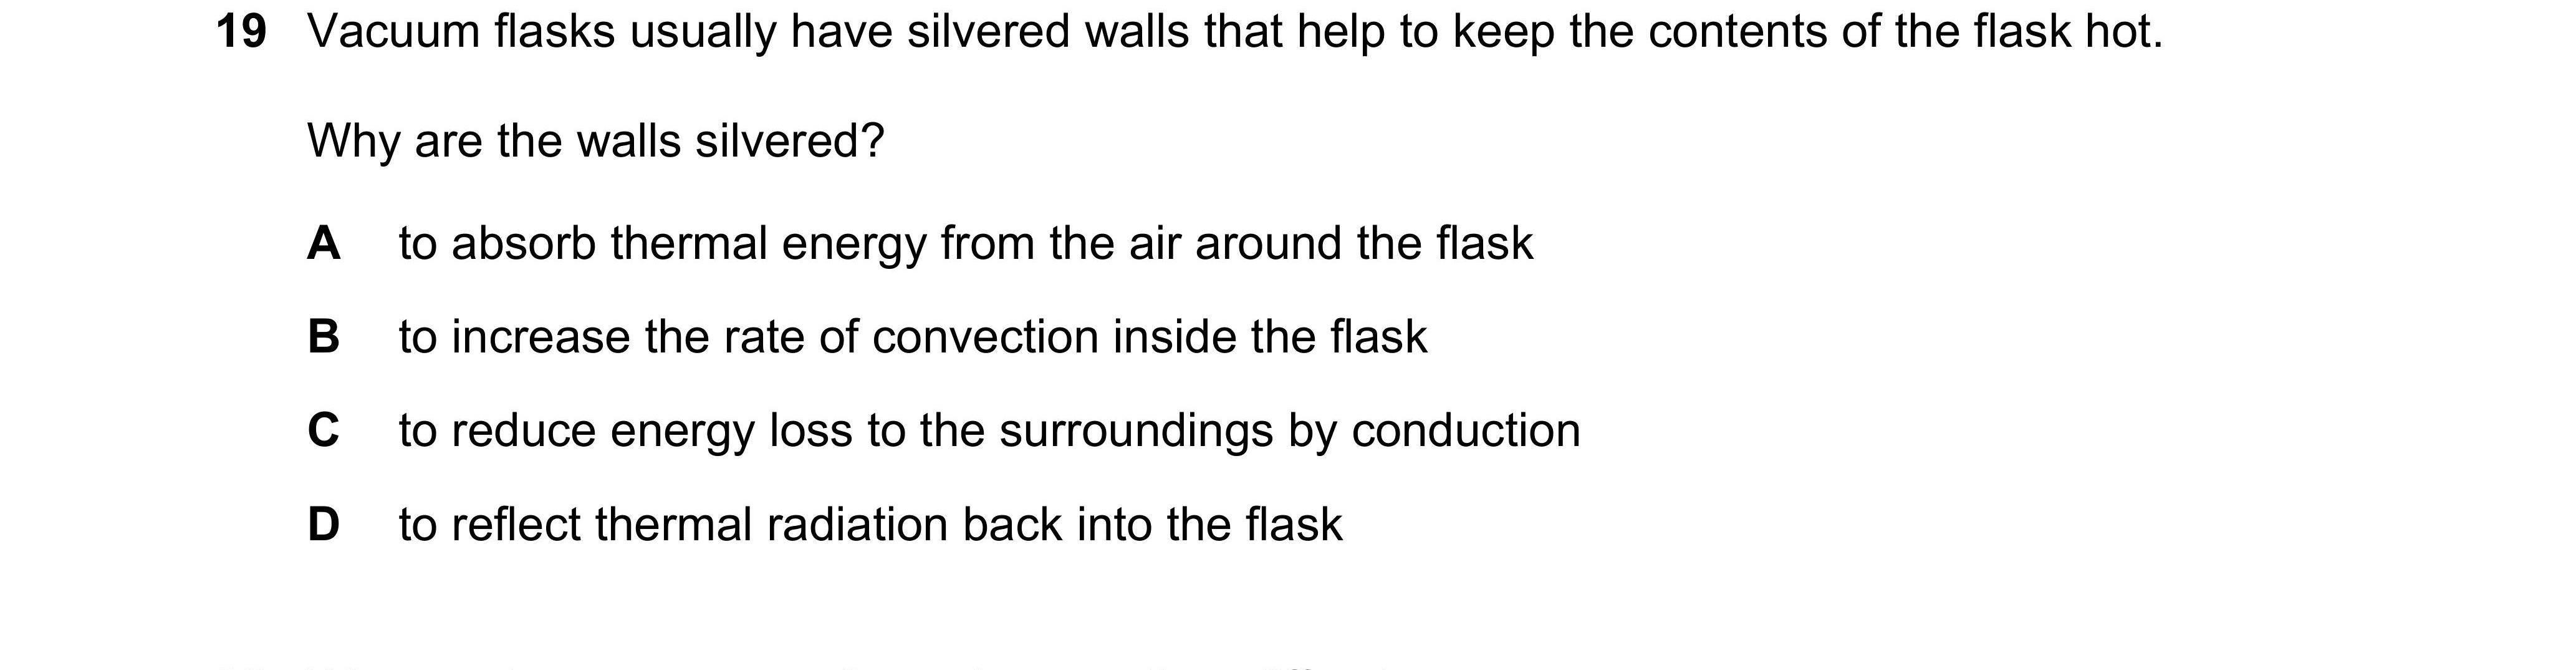 19 Vacuum flasks usually have silvered walls that help to keep the contents of the flask hot.
Why are the walls silvered?
A to absorb thermal energy from the air around the flask
B to increase the rate of convection inside the flask
C to reduce energy loss to the surroundings by conduction
D to reflect thermal radiation back into the flask